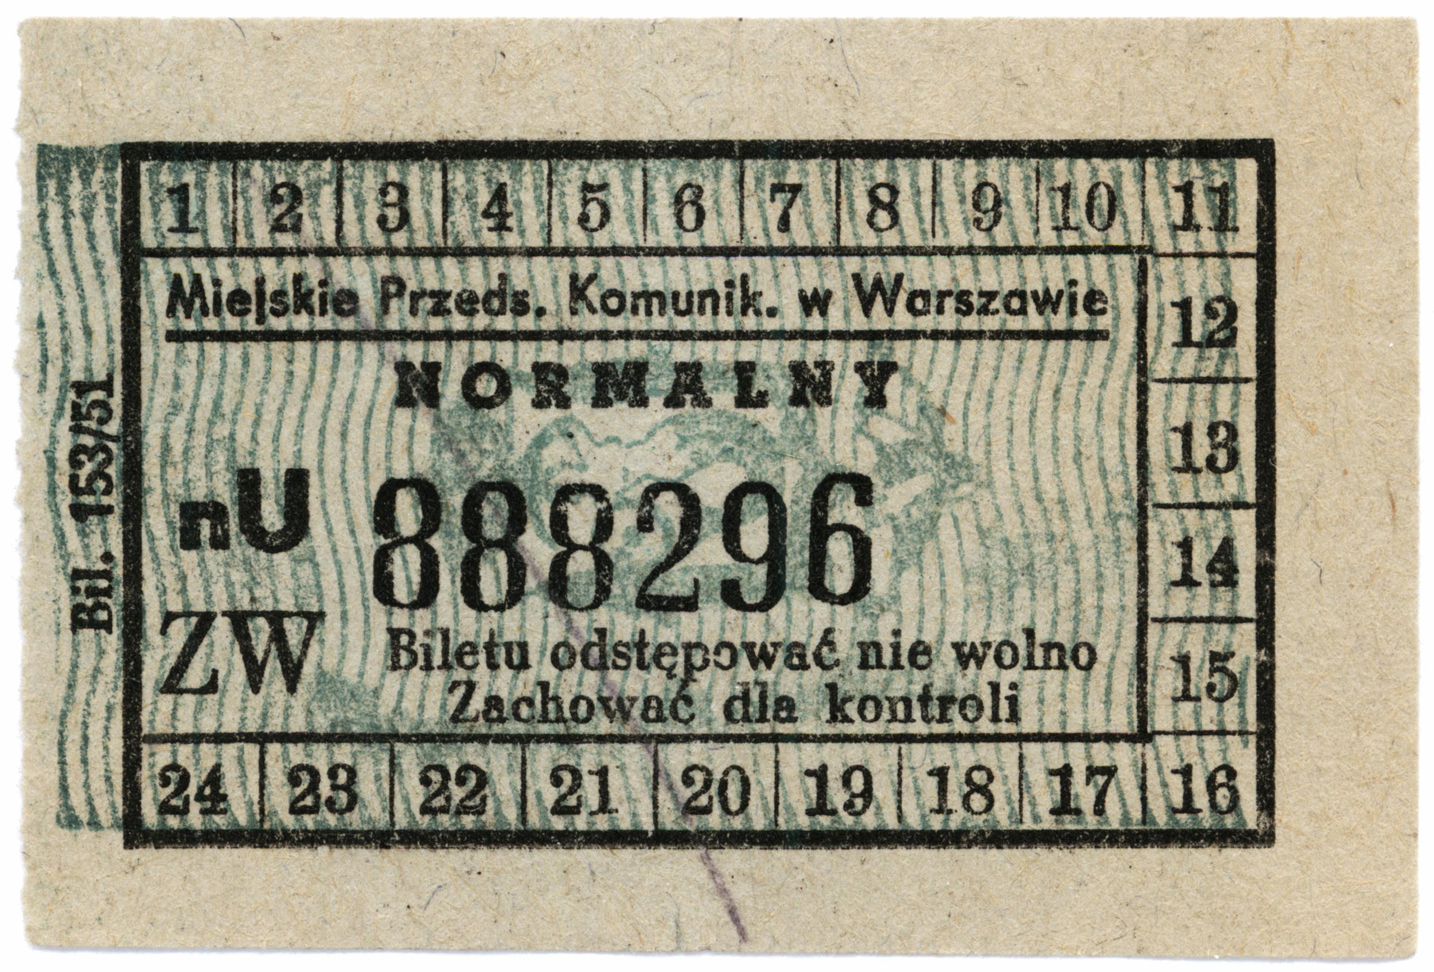 1 2 3 4 5 6 7 8 9 10 11
Miejskie Przeds. Komunik. w Warszawie
12
NORMALNY
13
nU 888296
14
ZW
Biletu odstępować nie wolno
15
Zachować dla kontroli
24 23 22 21 20 19 18 17 16
Bil. 153/51